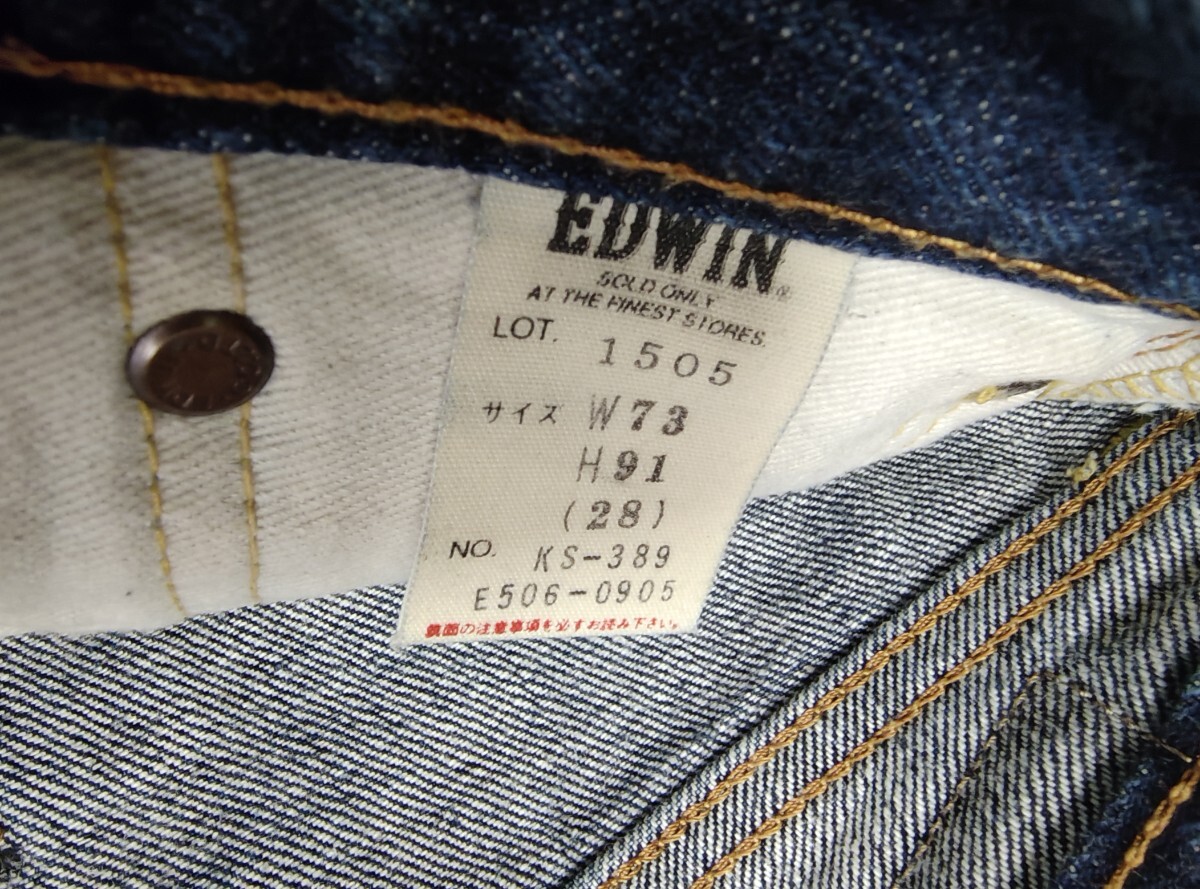 EDWIN®
SOLD ONLY
AT THE FINEST STORES.
LOT. 1505
サイズ W73
H91
(28)
NO. KS-389
E506-0905
裏面の注意事項を必ずお読み下さい。